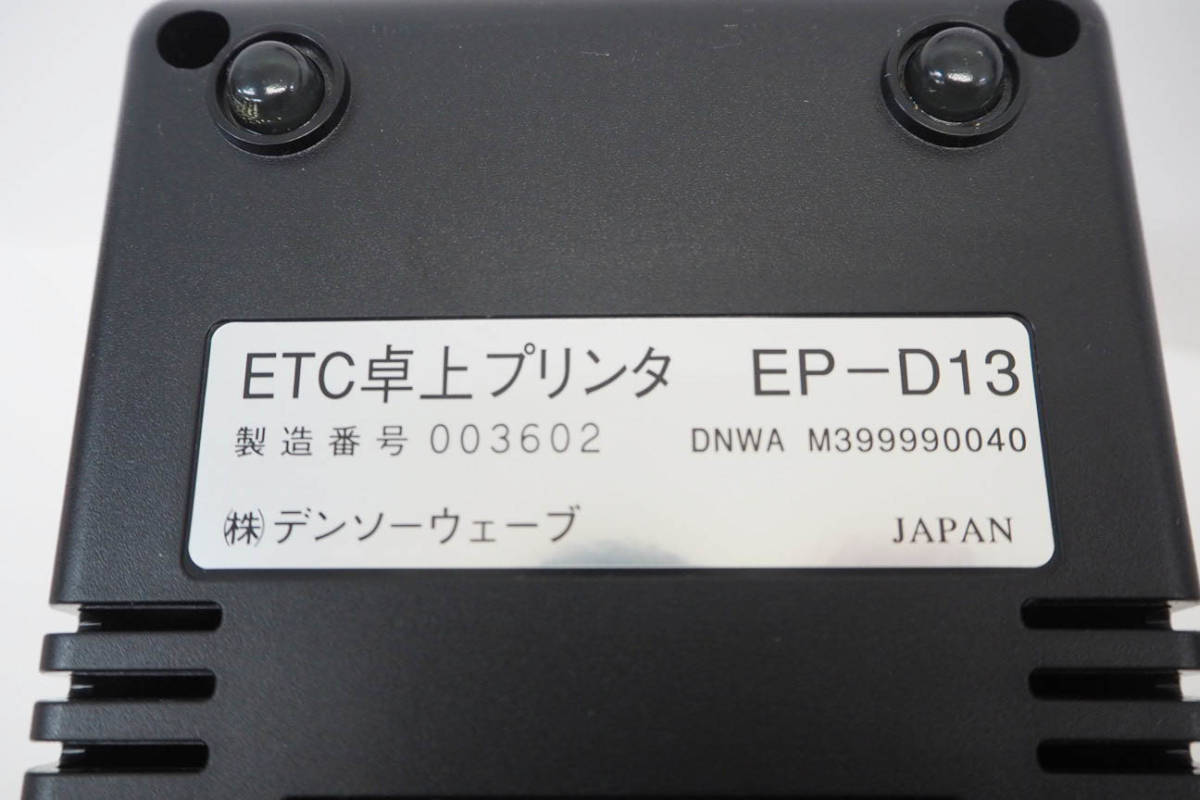 ETC卓上プリンタ EP-D13
製造番号 003602 DNWA M399990040
㈱デンソーウェーブ JAPAN